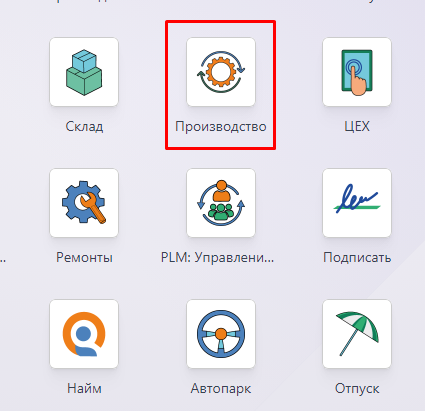 Склад
Производство
ЦЕХ
...
Ремонты
PLM: Управлени...
Подписать
Найм
Автопарк
Отпуск